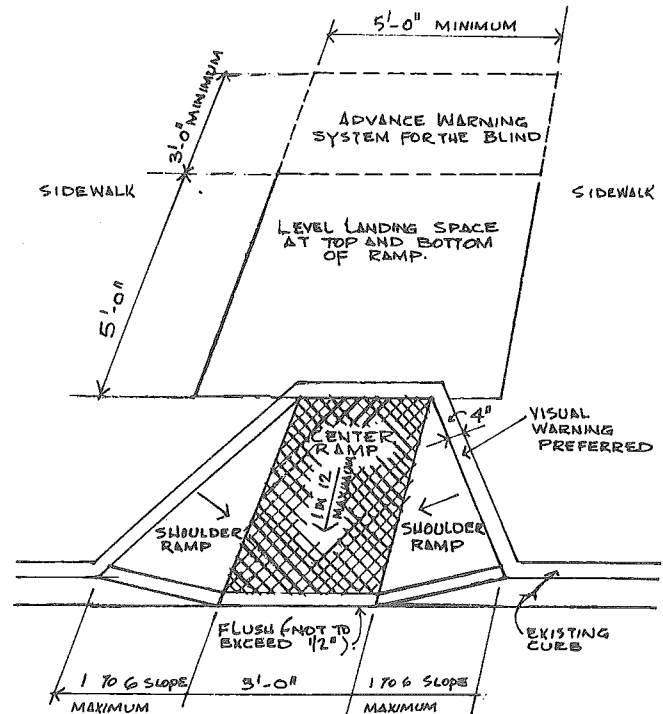 5'-0" MINIMUM
3'-0" MINIMUM
ADVANCE WARNING
SYSTEM FOR THE BLIND
SIDEWALK
SIDEWALK
LEVEL LANDING SPACE
AT TOP AND BOTTOM
OF RAMP.
5'-0"
4"
VISUAL
WARNING
PREFERRED
CENTER
RAMP
1 IN 12
MAXIMUM
SHOULDER
RAMP
SHOULDER
RAMP
FLUSH (NOT TO
EXCEED 1/2")
EXISTING
CURB
1 TO 6 SLOPE
MAXIMUM
3'-0"
1 TO 6 SLOPE
MAXIMUM